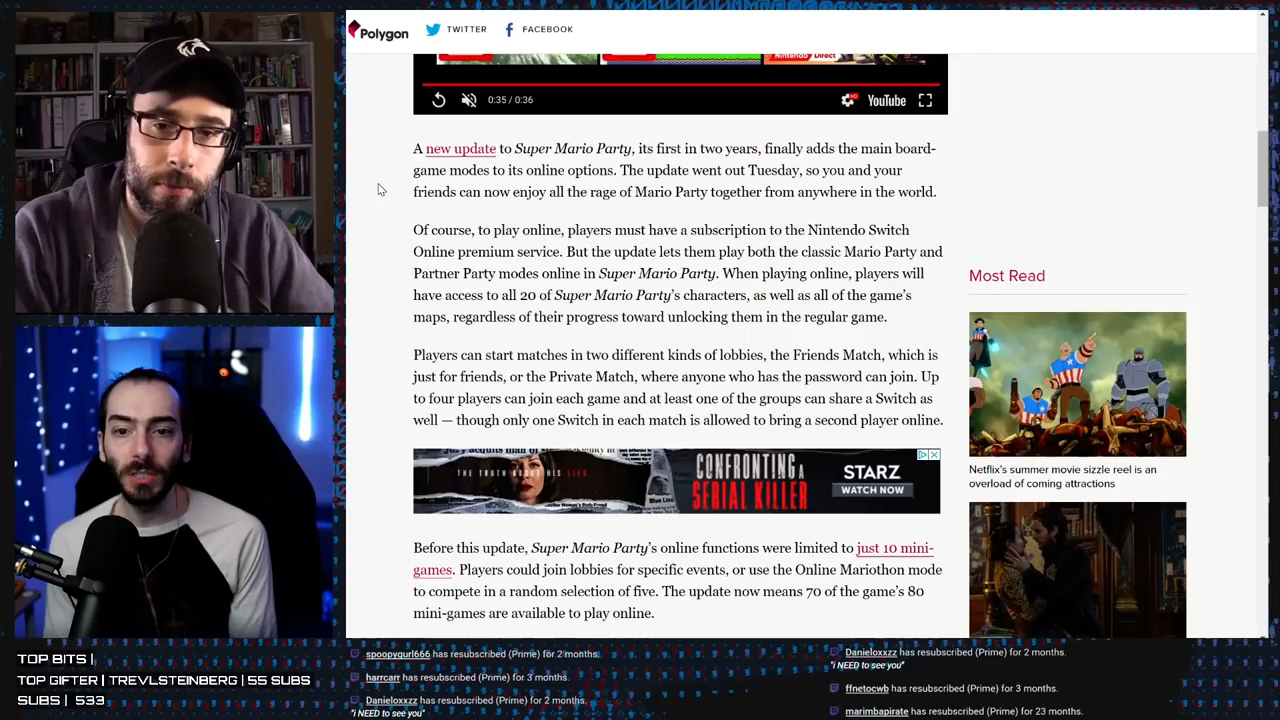 Polygon
TWITTER
FACEBOOK
0:35 / 0:36
YouTube
A new update to Super Mario Party, its first in two years, finally adds the main board-
game modes to its online options. The update went out Tuesday, so you and your
friends can now enjoy all the rage of Mario Party together from anywhere in the world.
Of course, to play online, players must have a subscription to the Nintendo Switch
Online premium service. But the update lets them play both the classic Mario Party and
Partner Party modes online in Super Mario Party. When playing online, players will
have access to all 20 of Super Mario Party's characters, as well as all of the game's
maps, regardless of their progress toward unlocking them in the regular game.
Players can start matches in two different kinds of lobbies, the Friends Match, which is
just for friends, or the Private Match, where anyone who has the password can join. Up
to four players can join each game and at least one of the groups can share a Switch as
well — though only one Switch in each match is allowed to bring a second player online.
THE TRUTH ABOUT HIS LIES
CONFRONTING A
SERIAL KILLER
STARZ
WATCH NOW
Before this update, Super Mario Party's online functions were limited to just 10 mini-
games. Players could join lobbies for specific events, or use the Online Mariothon mode
to compete in a random selection of five. The update now means 70 of the game's 80
mini-games are available to play online.
Most Read
Netflix's summer movie sizzle reel is an
overload of coming attractions
TOP BITS |
TOP GIFTER | TREVLSTEINBERG | 55 SUBS
SUBS | 533
spoopygurl666 has resubscribed (Prime) for 2 months.
harrcarr has resubscribed (Prime) for 3 months.
Danieloxxzz has resubscribed (Prime) for 2 months.
"i NEED to see you"
Danieloxxzz has resubscribed (Prime) for 2 months.
"i NEED to see you"
ffnetocwb has resubscribed (Prime) for 3 months.
marimbapirate has resubscribed (Prime) for 23 months.